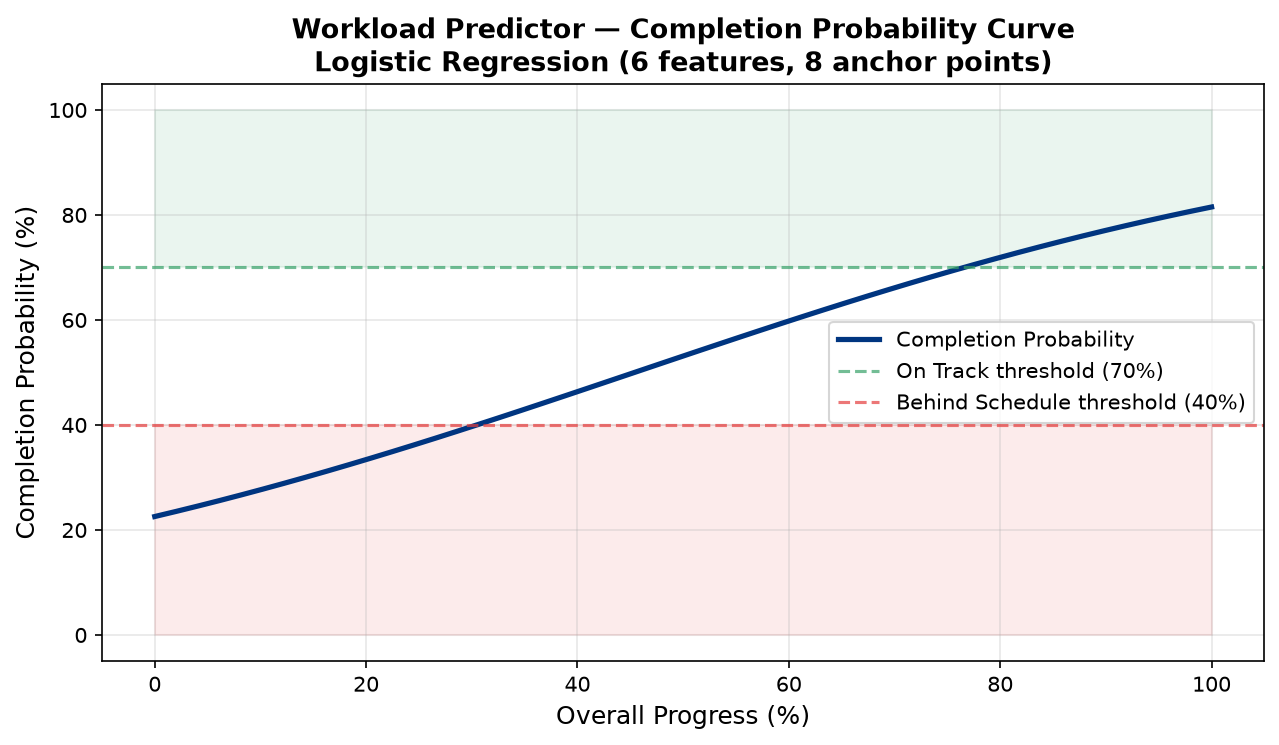 Workload Predictor — Completion Probability Curve
Logistic Regression (6 features, 8 anchor points)
Completion Probability (%)
100
80
60
40
20
0
Completion Probability
On Track threshold (70%)
Behind Schedule threshold (40%)
0 20 40 60 80 100
Overall Progress (%)